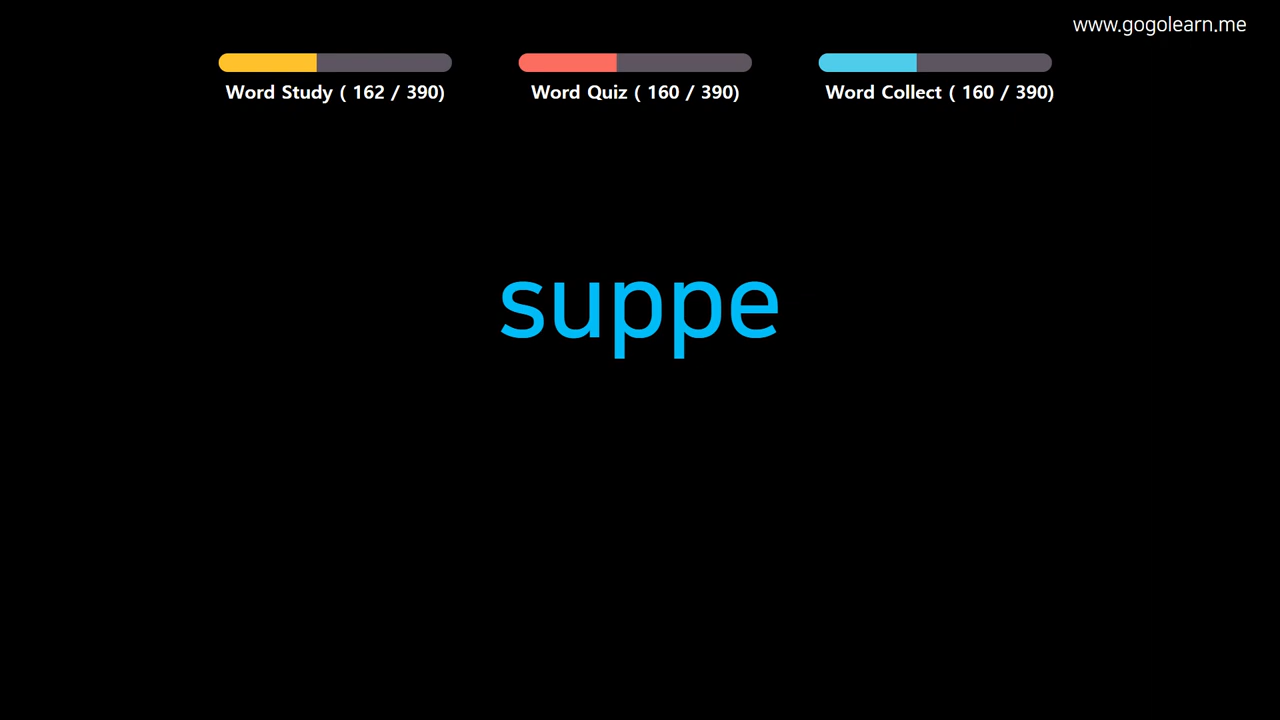 www.gogolearn.me
Word Study ( 162 / 390)
Word Quiz ( 160 / 390)
Word Collect ( 160 / 390)
suppe